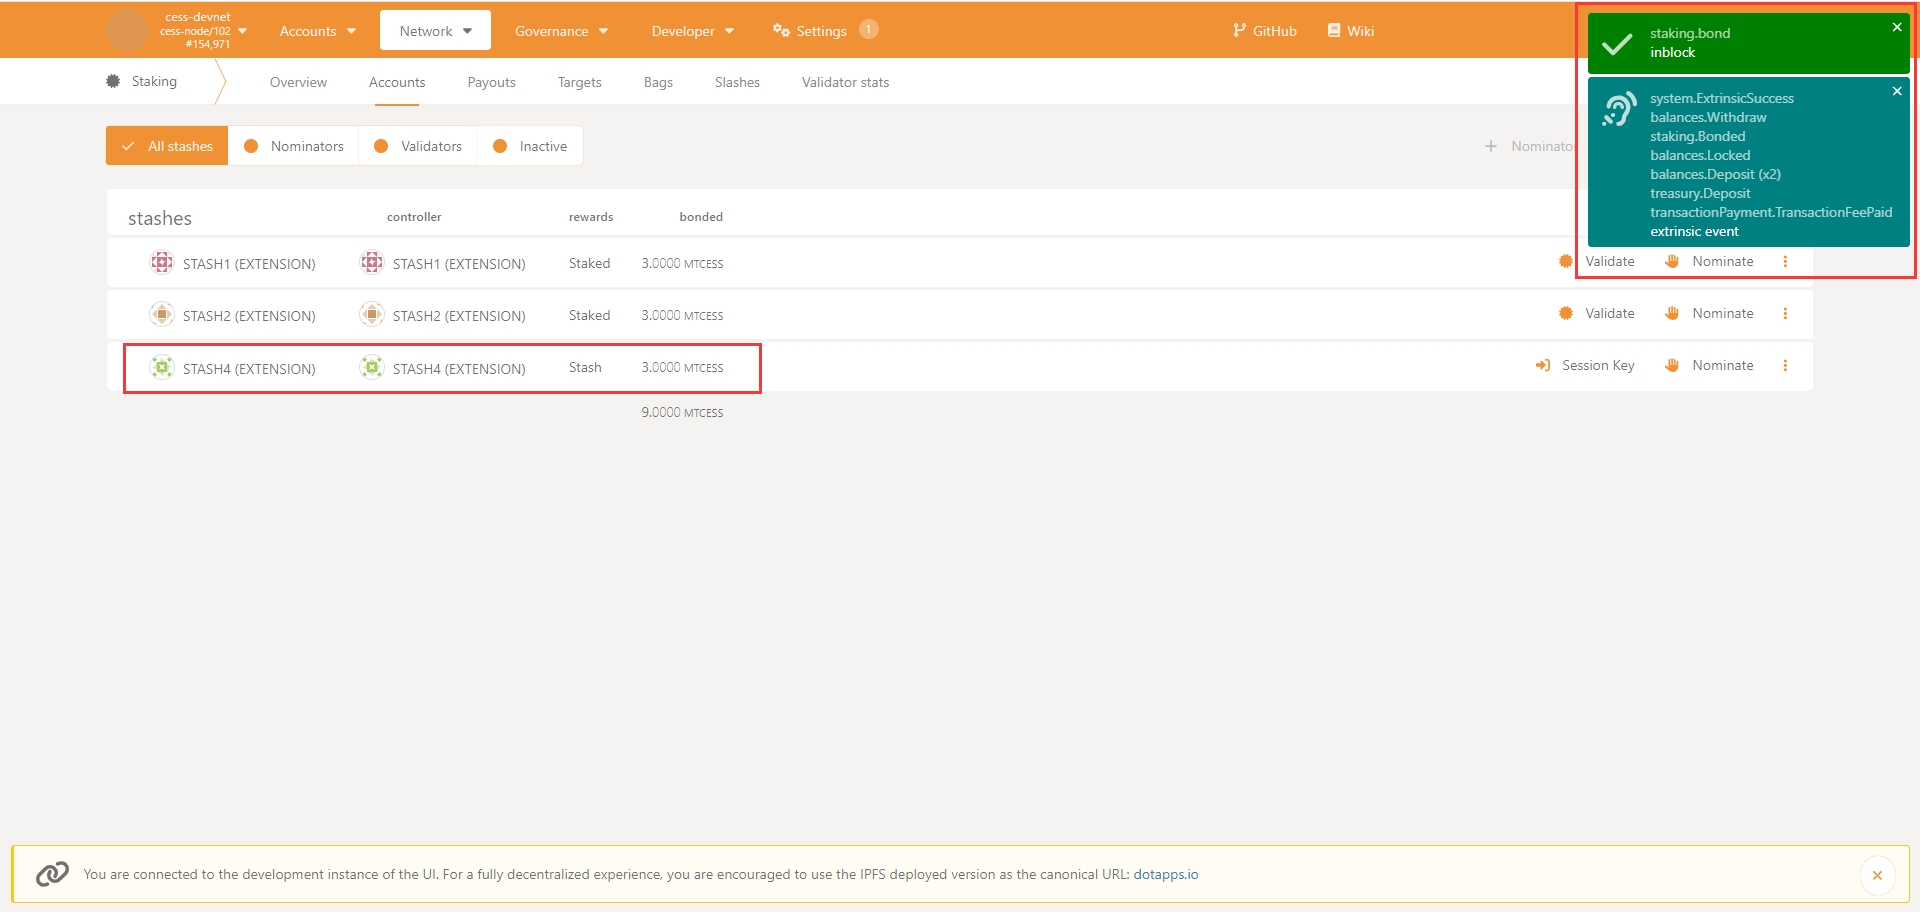 cess-devnet
cess-node/102
#154,971
Accounts
Network
Governance
Developer
Settings
1
GitHub
Wiki
staking.bond
inblock
Staking
Overview
Accounts
Payouts
Targets
Bags
Slashes
Validator stats
system.ExtrinsicSuccess
balances.Withdraw
staking.Bonded
balances.Locked
balances.Deposit (x2)
treasury.Deposit
transactionPayment.TransactionFeePaid
extrinsic event
All stashes
Nominators
Validators
Inactive
+ Nominator
stashes controller rewards bonded
STASH1 (EXTENSION) STASH1 (EXTENSION) Staked 3.0000 MTCESS Validate Nominate
STASH2 (EXTENSION) STASH2 (EXTENSION) Staked 3.0000 MTCESS Validate Nominate
STASH4 (EXTENSION) STASH4 (EXTENSION) Stash 3.0000 MTCESS Session Key Nominate
9.0000 MTCESS
You are connected to the development instance of the UI. For a fully decentralized experience, you are encouraged to use the IPFS deployed version as the canonical URL: dotapps.io